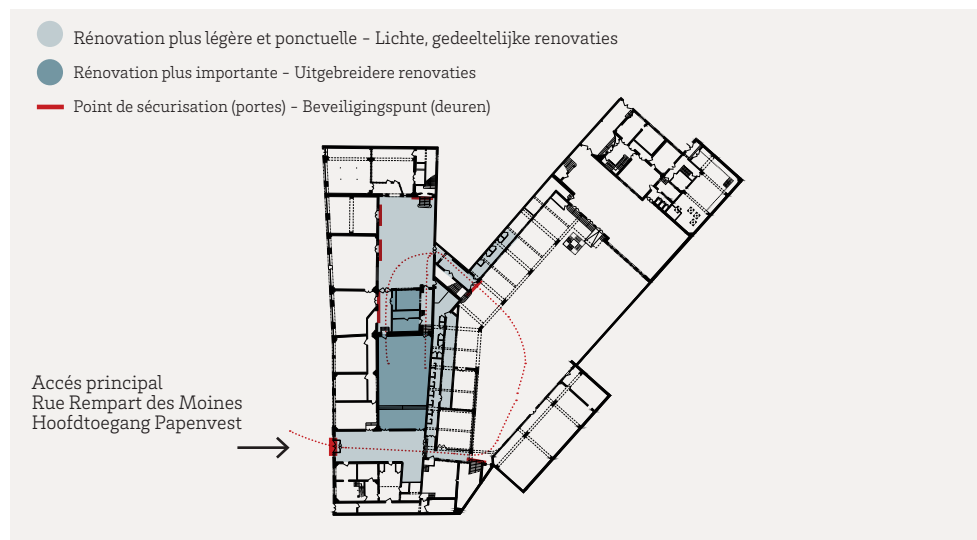 Rénovation plus légère et ponctuelle - Lichte, gedeeltelijke renovaties
Rénovation plus importante - Uitgebreidere renovaties
Point de sécurisation (portes) - Beveiligingspunt (deuren)
Accés principal
Rue Rempart des Moines
Hoofdtoegang Papenvest